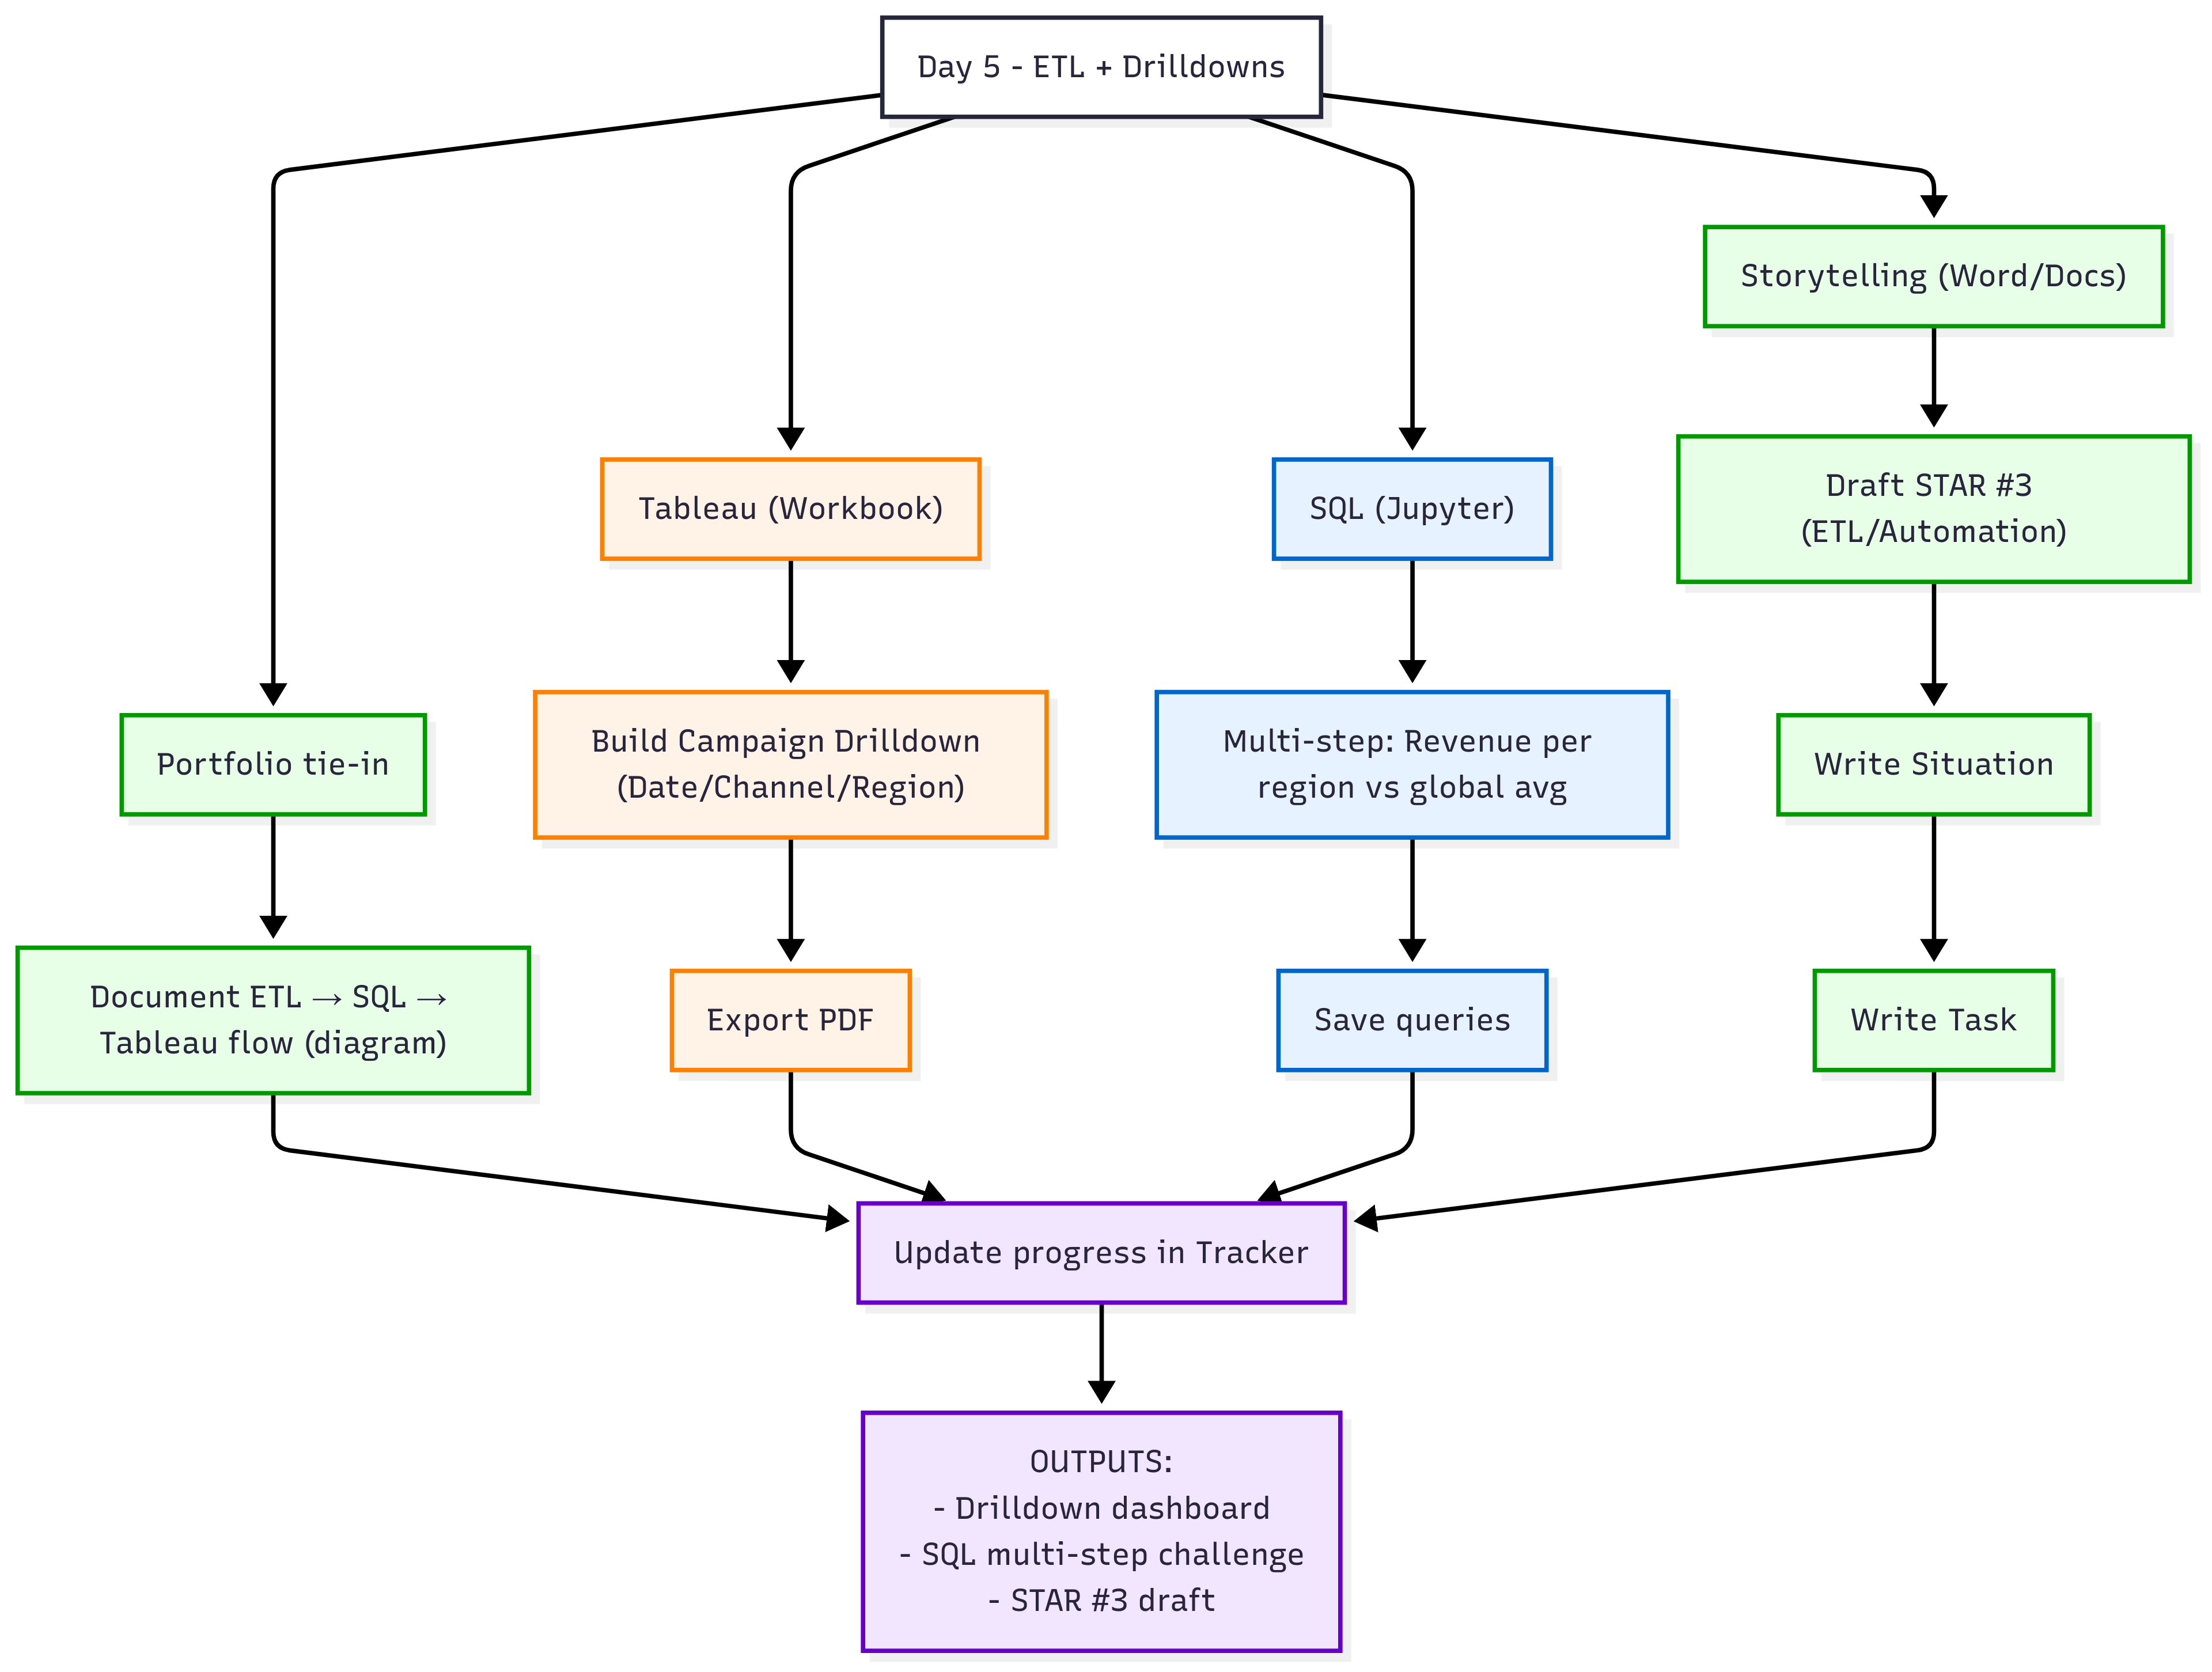 Day 5 - ETL + Drilldowns
Storytelling (Word/Docs)
Tableau (Workbook)
SQL (Jupyter)
Draft STAR #3
(ETL/Automation)
Portfolio tie-in
Build Campaign Drilldown
(Date/Channel/Region)
Multi-step: Revenue per
region vs global avg
Write Situation
Document ETL → SQL →
Tableau flow (diagram)
Export PDF
Save queries
Write Task
Update progress in Tracker
OUTPUTS:
- Drilldown dashboard
- SQL multi-step challenge
- STAR #3 draft